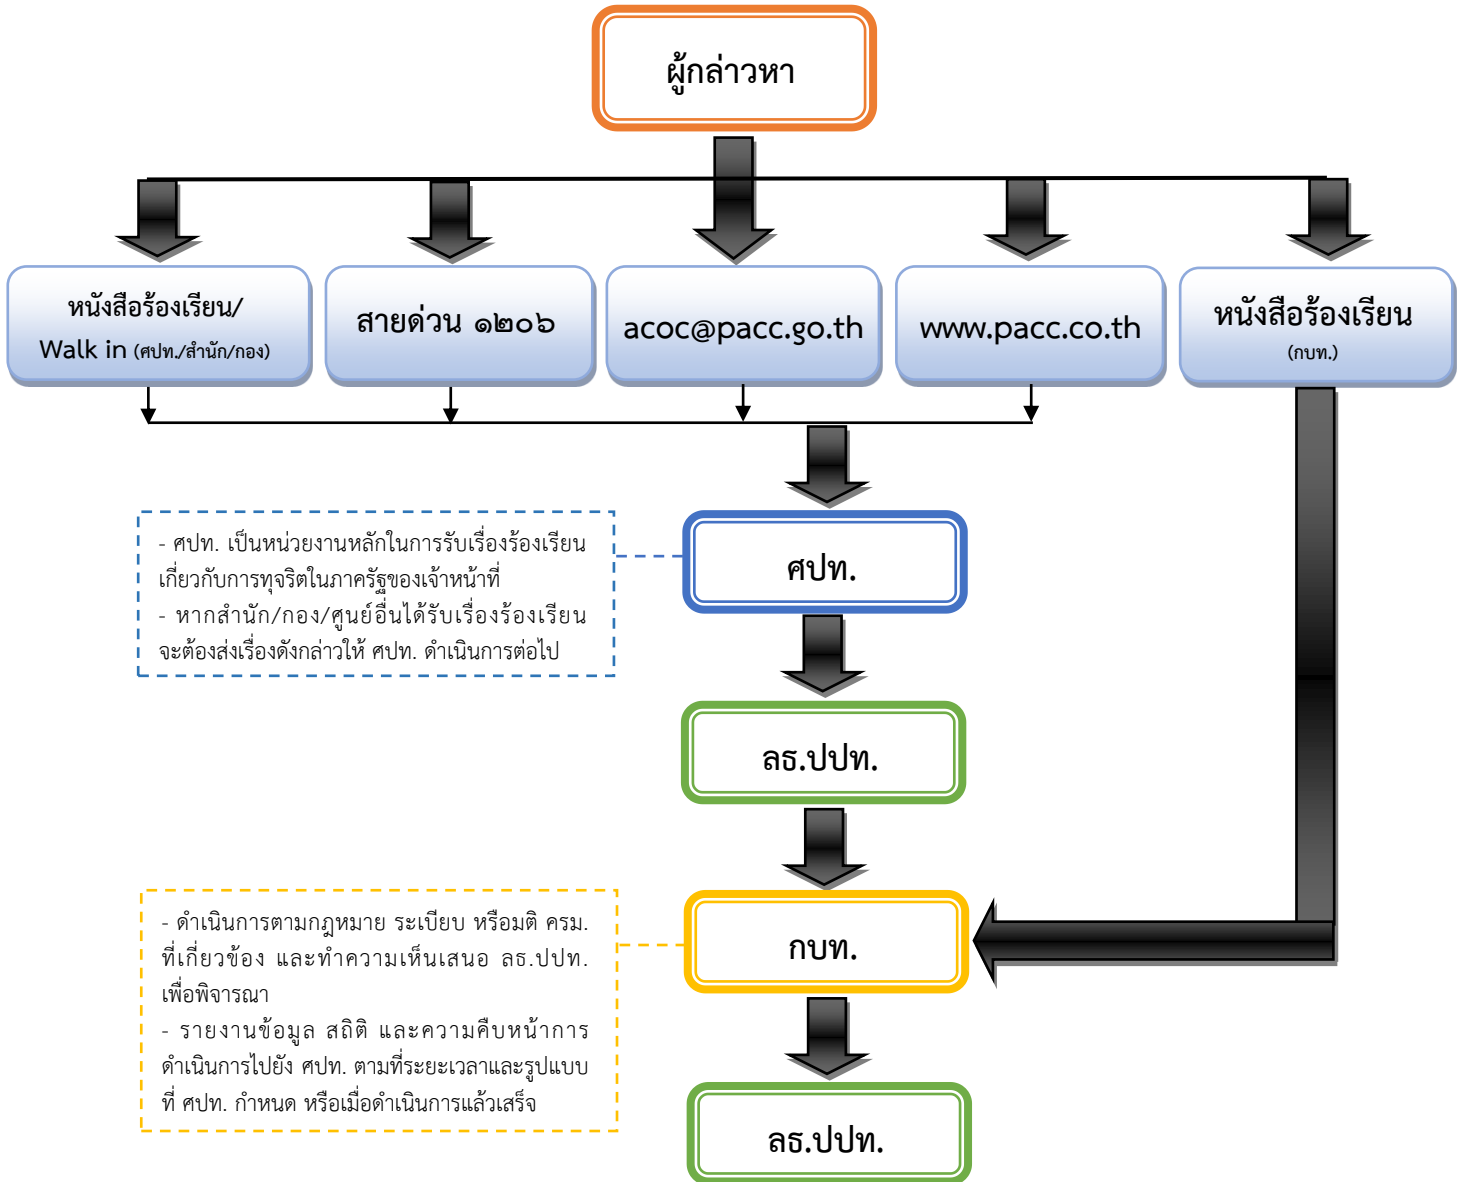 ผู้กล่าวหา
หนังสือร้องเรียน/
Walk in (ศปท./สำนัก/กอง)
สายด่วน ๑๒๐๖
acoc@pacc.go.th
www.pacc.co.th
หนังสือร้องเรียน
(กบท.)
- ศปท. เป็นหน่วยงานหลักในการรับเรื่องร้องเรียน
เกี่ยวกับการทุจริตในภาครัฐของเจ้าหน้าที่
- หากสำนัก/กอง/ศูนย์อื่นได้รับเรื่องร้องเรียน
จะต้องส่งเรื่องดังกล่าวให้ ศปท. ดำเนินการต่อไป
ศปท.
ลธ.ปปท.
- ดำเนินการตามกฎหมาย ระเบียบ หรือมติ ครม.
ที่เกี่ยวข้อง และทำความเห็นเสนอ ลธ.ปปท.
เพื่อพิจารณา
- รายงานข้อมูล สถิติ และความคืบหน้าการ
ดำเนินการไปยัง ศปท. ตามที่ระยะเวลาและรูปแบบ
ที่ ศปท. กำหนด หรือเมื่อดำเนินการแล้วเสร็จ
กบท.
ลธ.ปปท.